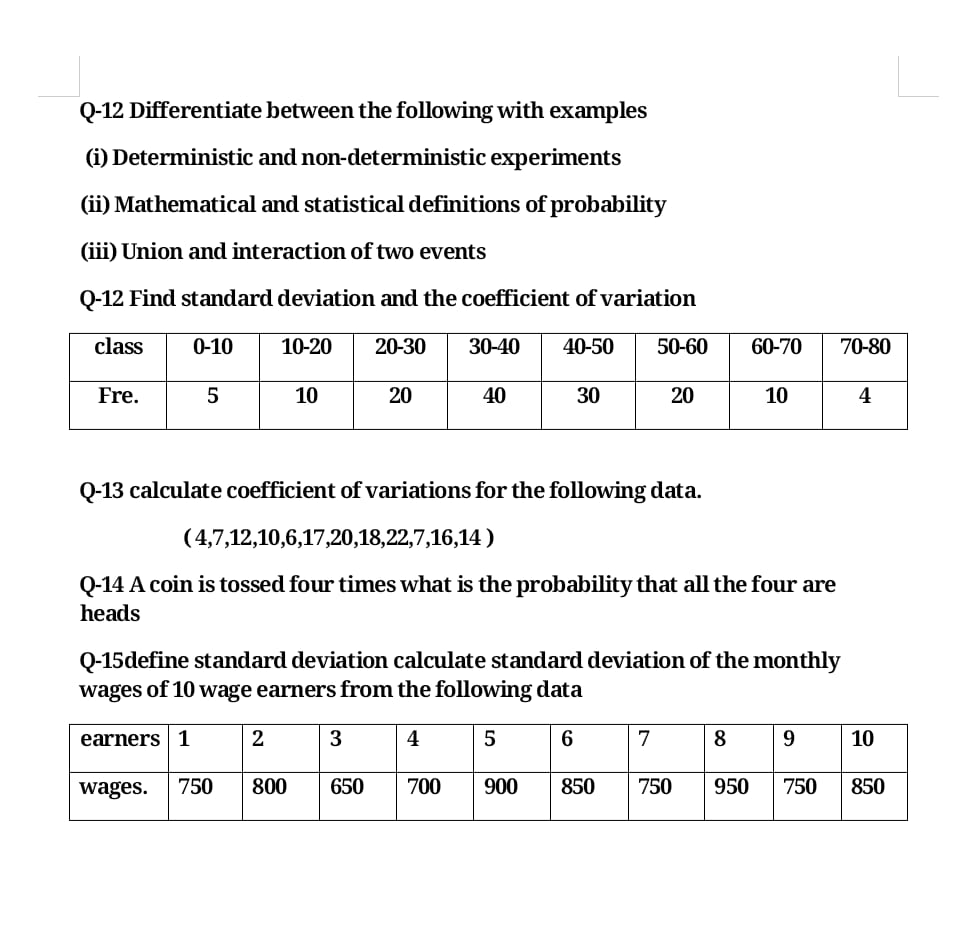 Q-12 Differentiate between the following with examples
(i) Deterministic and non-deterministic experiments
(ii) Mathematical and statistical definitions of probability
(iii) Union and interaction of two events
Q-12 Find standard deviation and the coefficient of variation
class 0-10 10-20 20-30 30-40 40-50 50-60 60-70 70-80
Fre. 5 10 20 40 30 20 10 4
Q-13 calculate coefficient of variations for the following data.
( 4,7,12,10,6,17,20,18,22,7,16,14 )
Q-14 A coin is tossed four times what is the probability that all the four are
heads
Q-15define standard deviation calculate standard deviation of the monthly
wages of 10 wage earners from the following data
earners 1 2 3 4 5 6 7 8 9 10
wages. 750 800 650 700 900 850 750 950 750 850